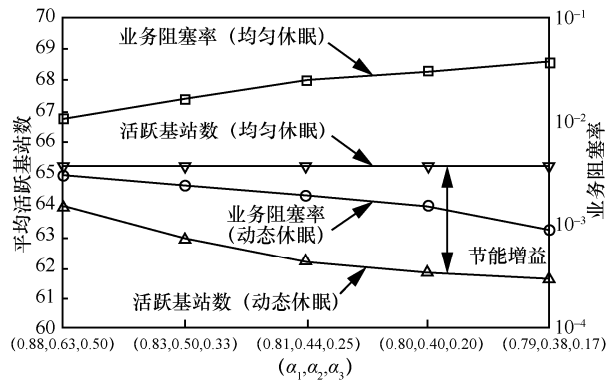 70
69
68
67
66
65
64
63
62
61
60
平均活跃基站数
10⁻¹
10⁻²
10⁻³
10⁻⁴
业务阻塞率
业务阻塞率（均匀休眠）
活跃基站数（均匀休眠）
业务阻塞率
（动态休眠）
节能增益
活跃基站数（动态休眠）
(0.88,0.63,0.50)
(0.83,0.50,0.33)
(0.81,0.44,0.25)
(0.80,0.40,0.20)
(0.79,0.38,0.17)
(α₁,α₂,α₃)